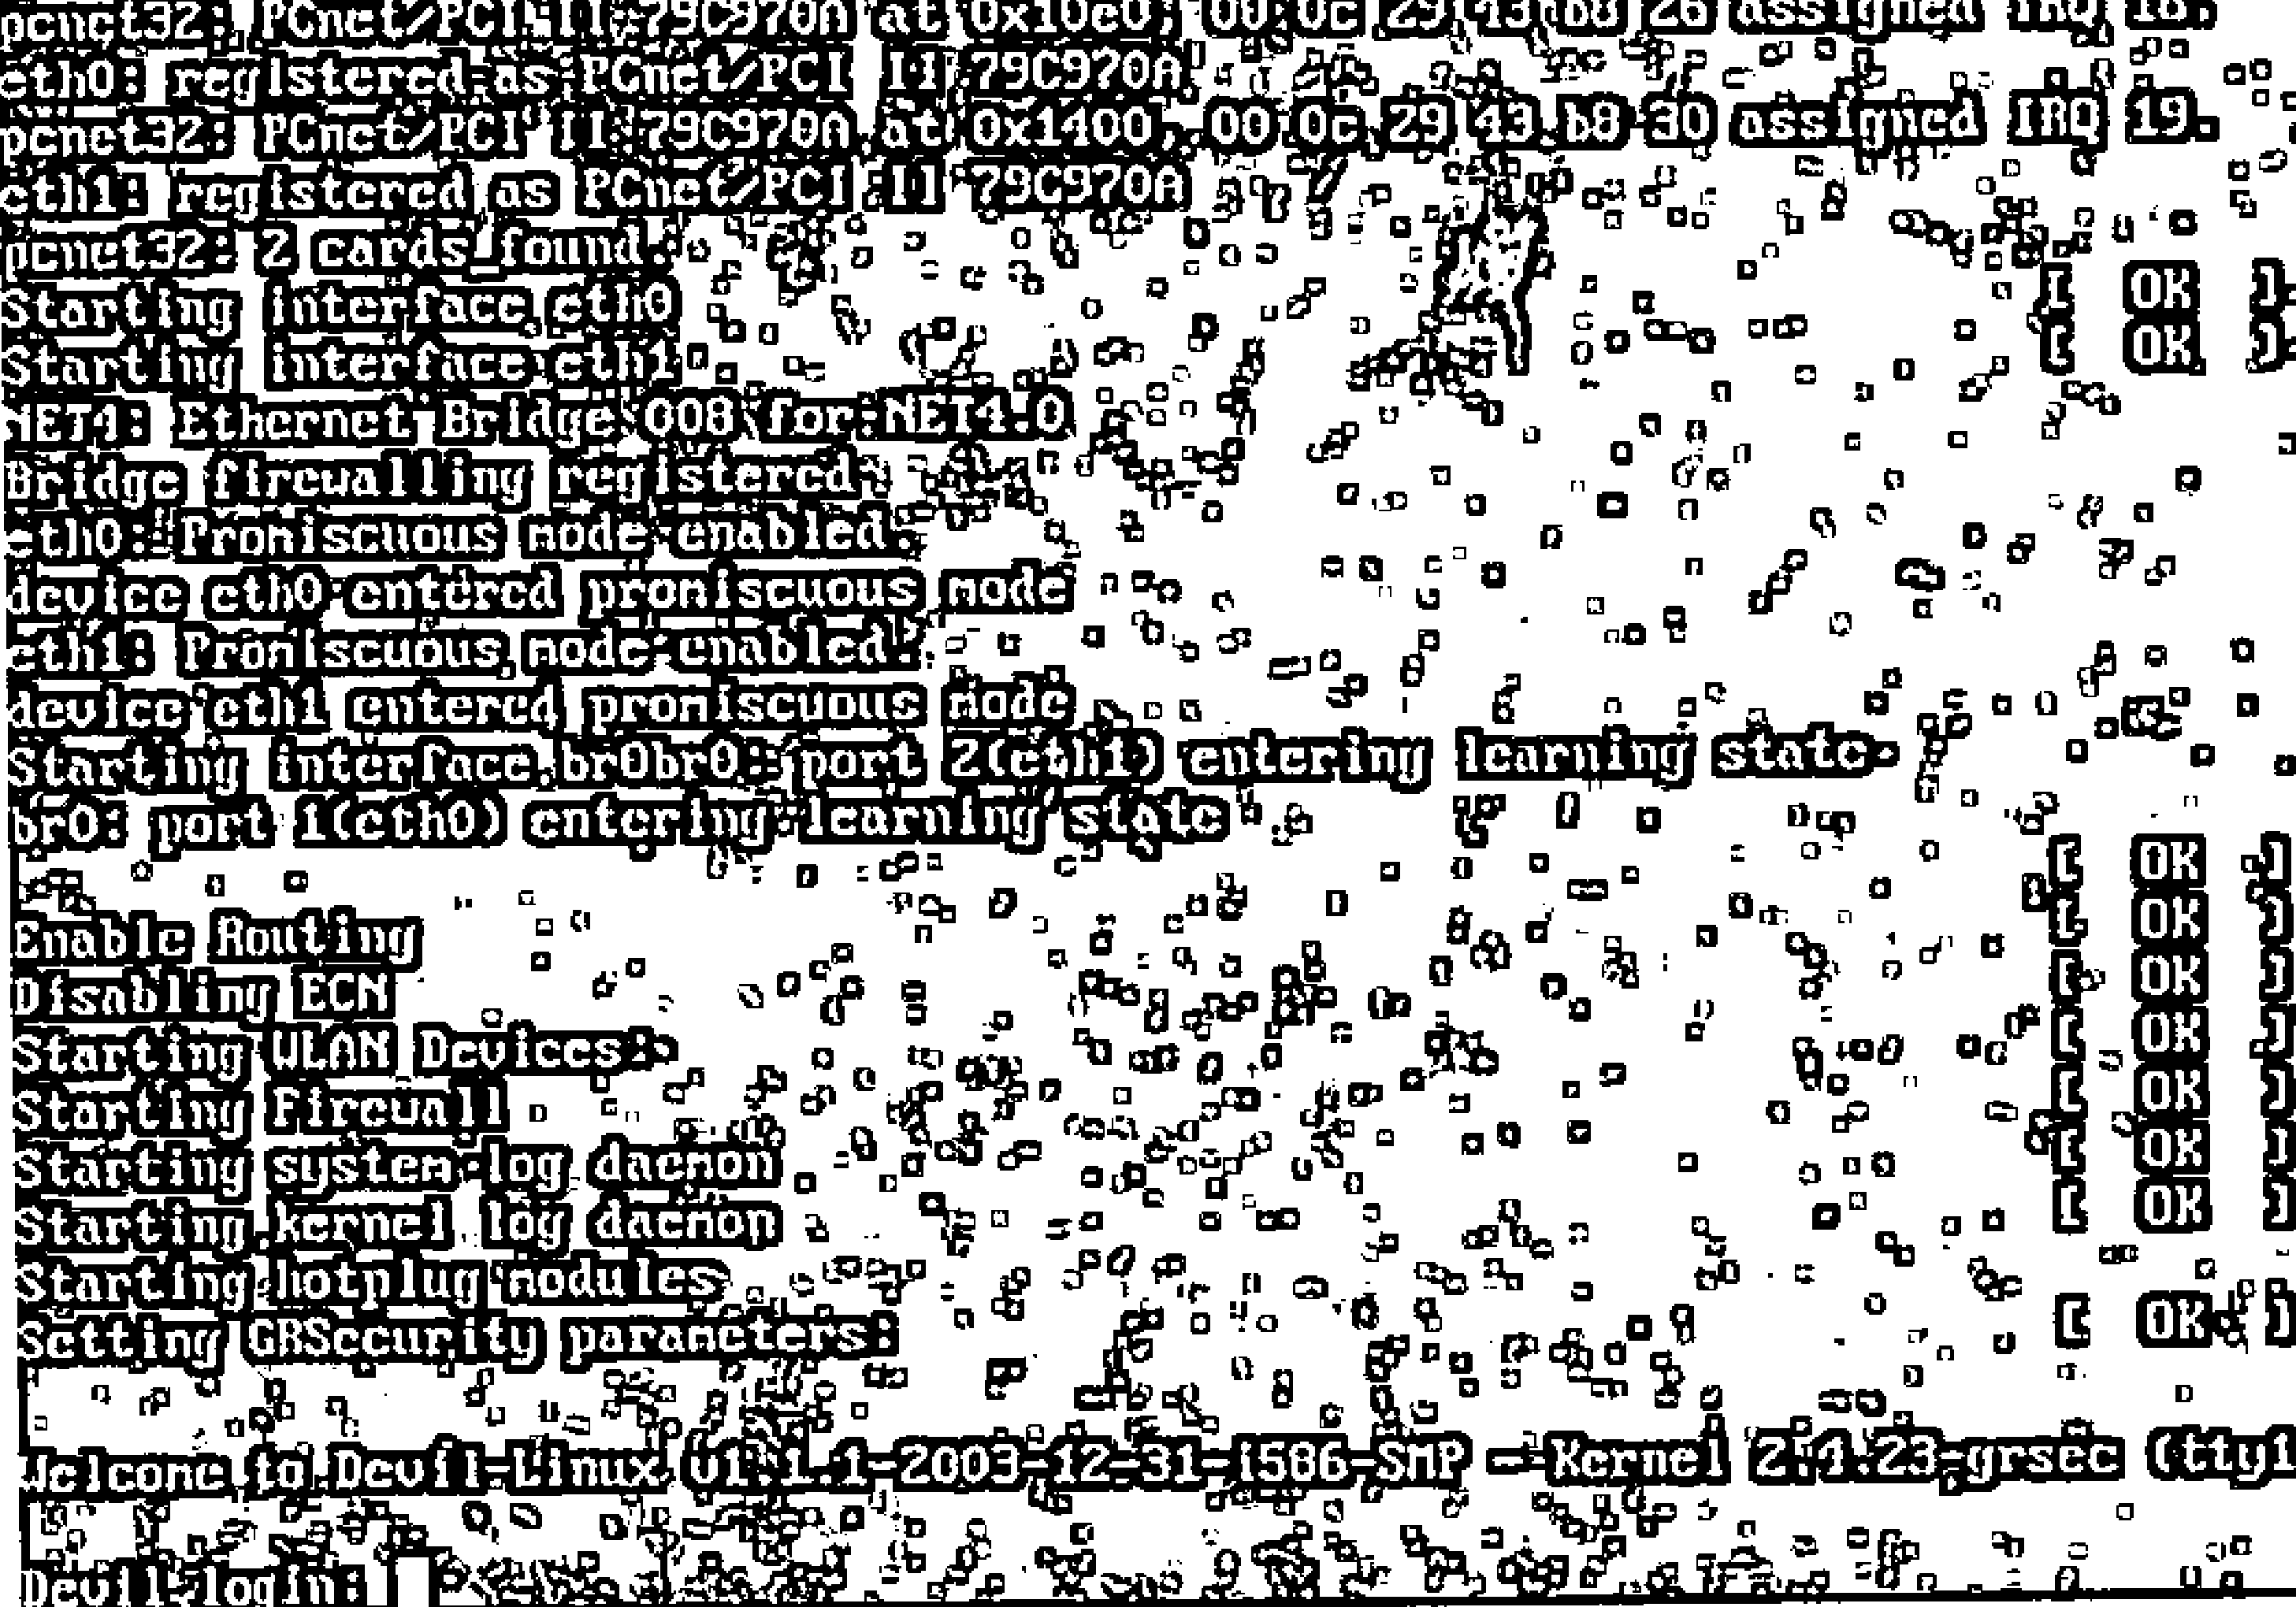 pcnet32: PCnet/PCI II 79C970A at 0x10c0, 00 0c 29 43 b8 26 assigned IRQ 18.
eth0: registered as PCnet/PCI II 79C970A
pcnet32: PCnet/PCI II 79C970A at 0x1400, 00 0c 29 43 b8 30 assigned IRQ 19.
eth1: registered as PCnet/PCI II 79C970A
pcnet32: 2 cards_found.
Starting interface eth0 [ OK ]
Starting interface eth1 [ OK ]
NET4: Ethernet Bridge 008 for NET4.0
Bridge firewalling registered
eth0: Promiscuous mode enabled.
device eth0 entered promiscuous mode
eth1: Promiscuous mode enabled.
device eth1 entered promiscuous mode
Starting interface br0br0: port 2(eth1) entering learning state
br0: port 1(eth0) entering learning state
[ OK ]
Enable Routing [ OK ]
Disabling ECN [ OK ]
Starting WLAN Devices: [ OK ]
Starting Firewall [ OK ]
Starting system log daemon [ OK ]
Starting kernel log daemon [ OK ]
Starting hotplug modules
Setting GRSecurity parameters: [ OK ]
Welcome to Devil-Linux v1.1.1-2003-12-31-i586-SMP - Kernel 2.4.23-grsec (tty1
Devil login: